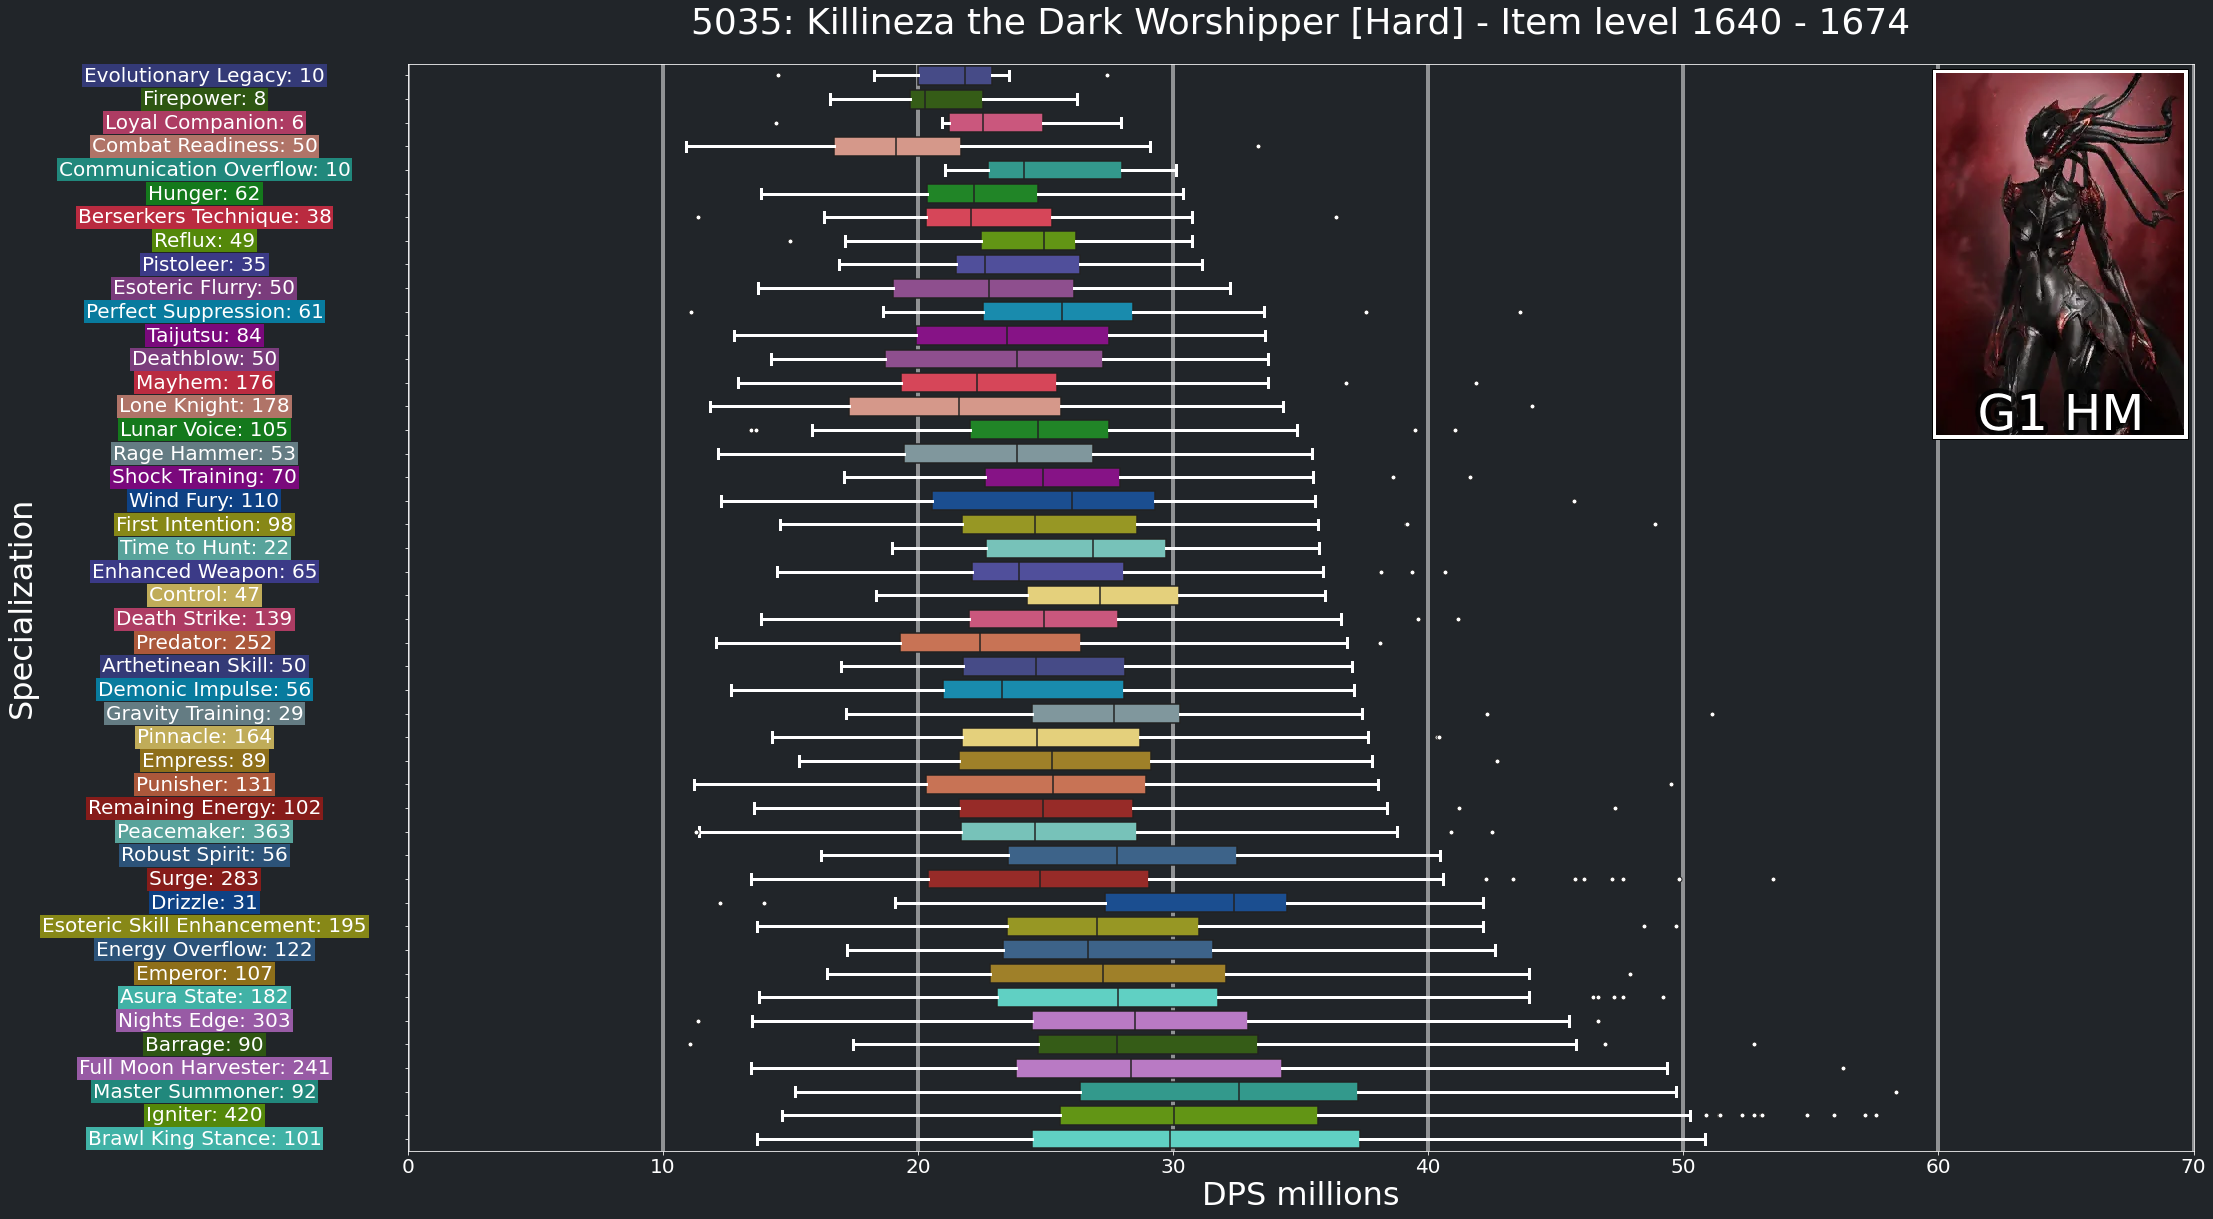 5035: Killineza the Dark Worshipper [Hard] - Item level 1640 - 1674
Evolutionary Legacy: 10
Firepower: 8
Loyal Companion: 6
Combat Readiness: 50
Communication Overflow: 10
Hunger: 62
Berserkers Technique: 38
Reflux: 49
Pistoleer: 35
Esoteric Flurry: 50
Perfect Suppression: 61
Taijutsu: 84
Deathblow: 50
Mayhem: 176
Lone Knight: 178
Lunar Voice: 105
Rage Hammer: 53
Shock Training: 70
Wind Fury: 110
First Intention: 98
Time to Hunt: 22
Enhanced Weapon: 65
Control: 47
Death Strike: 139
Predator: 252
Arthetinean Skill: 50
Demonic Impulse: 56
Gravity Training: 29
Pinnacle: 164
Empress: 89
Punisher: 131
Remaining Energy: 102
Peacemaker: 363
Robust Spirit: 56
Surge: 283
Drizzle: 31
Esoteric Skill Enhancement: 195
Energy Overflow: 122
Emperor: 107
Asura State: 182
Nights Edge: 303
Barrage: 90
Full Moon Harvester: 241
Master Summoner: 92
Igniter: 420
Brawl King Stance: 101
Specialization
G1 HM
0 10 20 30 40 50 60 70
DPS millions